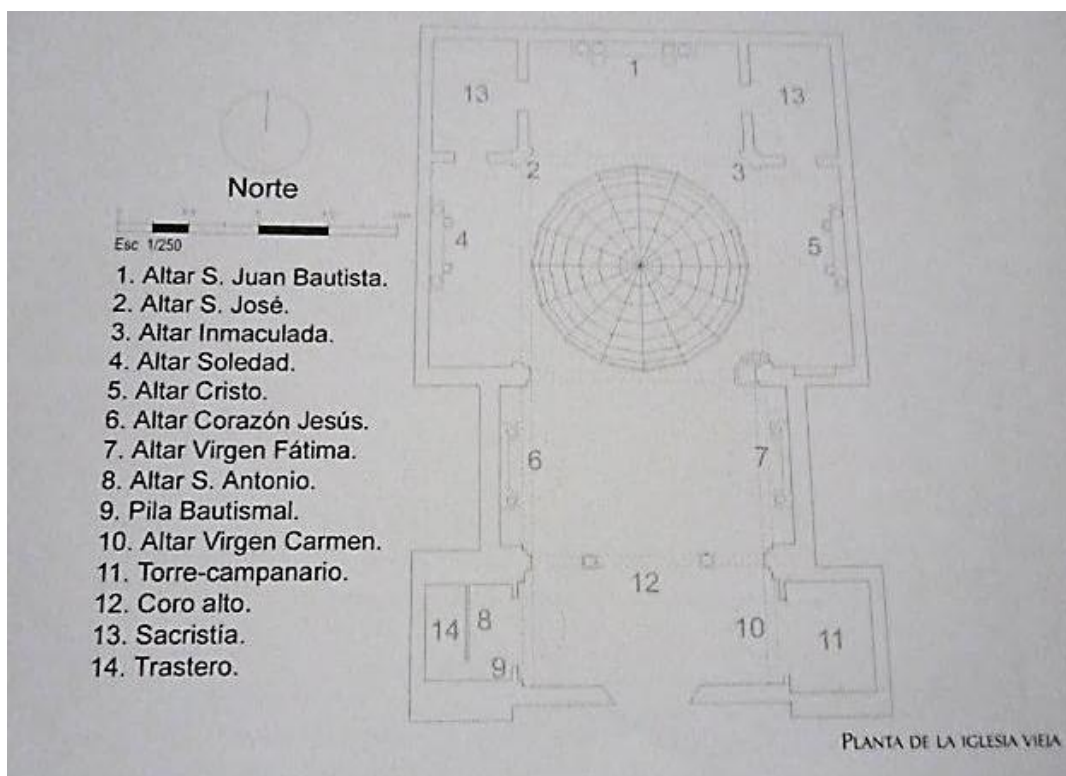 1
13
13
2
3
Norte
4
5
Esc 1/250
1. Altar S. Juan Bautista.
2. Altar S. José.
3. Altar Inmaculada.
4. Altar Soledad.
5. Altar Cristo.
6. Altar Corazón Jesús.
7. Altar Virgen Fátima.
8. Altar S. Antonio.
9. Pila Bautismal.
10. Altar Virgen Carmen.
11. Torre-campanario.
12. Coro alto.
13. Sacristía.
14. Trastero.
6
7
12
14
8
10
11
9
PLANTA DE LA IGLESIA VIEJA